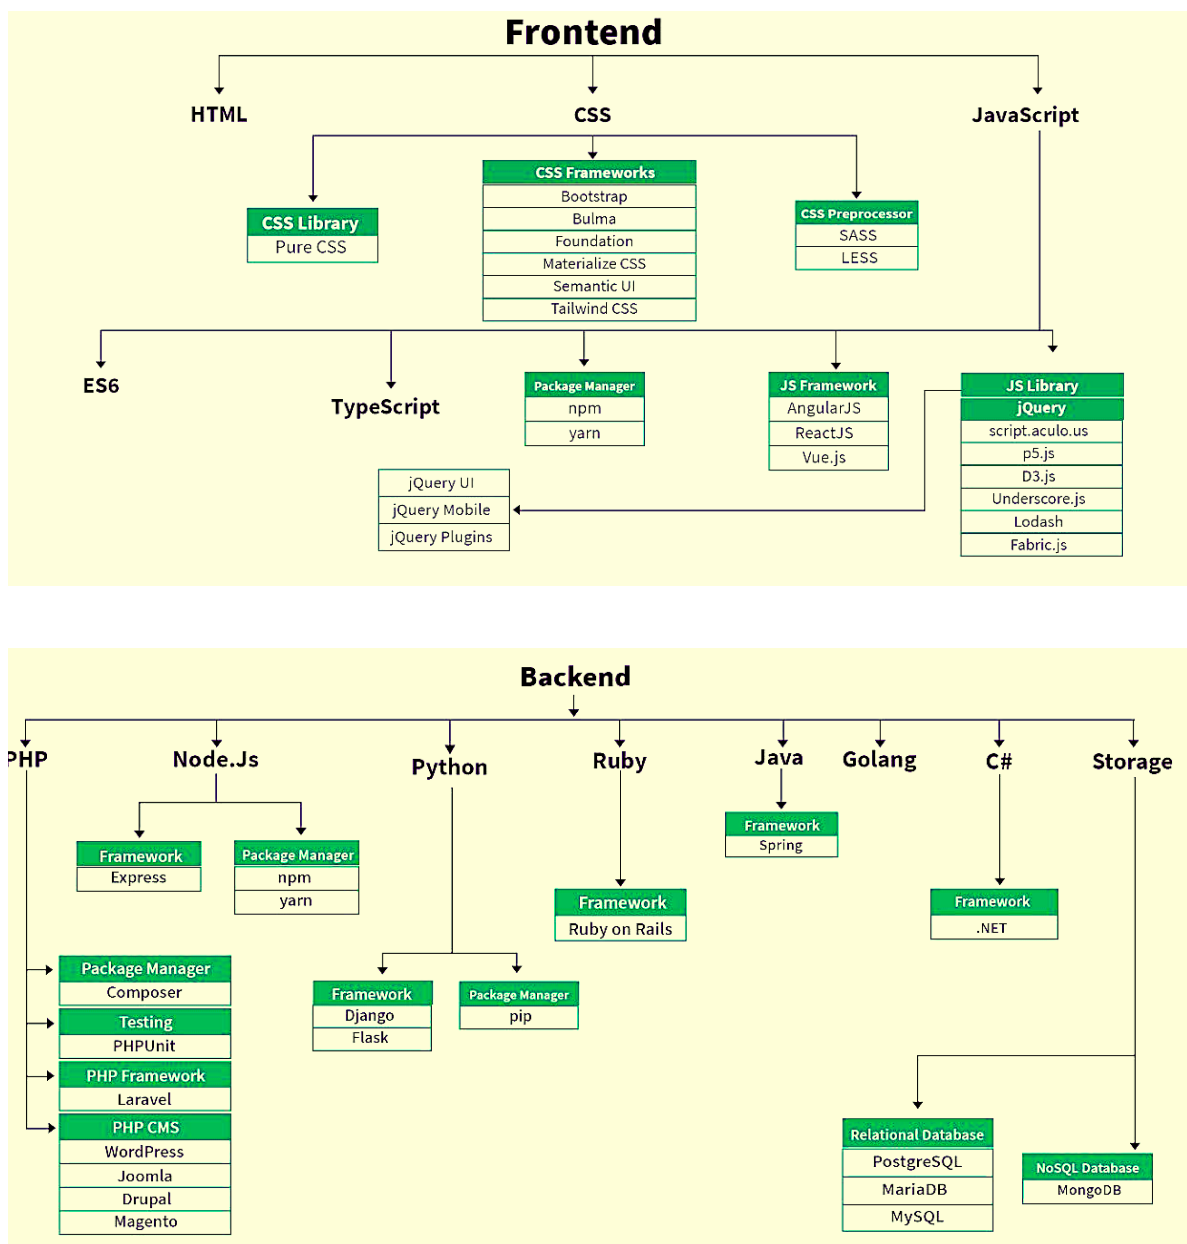 Frontend
HTML
CSS
JavaScript
CSS Library
Pure CSS
CSS Frameworks
Bootstrap
Bulma
Foundation
Materialize CSS
Semantic UI
Tailwind CSS
CSS Preprocessor
SASS
LESS
ES6
TypeScript
Package Manager
npm
yarn
JS Framework
AngularJS
ReactJS
Vue.js
JS Library
jQuery
script.aculo.us
p5.js
D3.js
Underscore.js
Lodash
Fabric.js
jQuery UI
jQuery Mobile
jQuery Plugins
Backend
PHP
Node.Js
Python
Ruby
Java
Golang
C#
Storage
Framework
Express
Package Manager
npm
yarn
Framework
Spring
Framework
Ruby on Rails
Framework
.NET
Package Manager
Composer
Testing
PHPUnit
PHP Framework
Laravel
PHP CMS
WordPress
Joomla
Drupal
Magento
Framework
Django
Flask
Package Manager
pip
Relational Database
PostgreSQL
MariaDB
MySQL
NoSQL Database
MongoDB